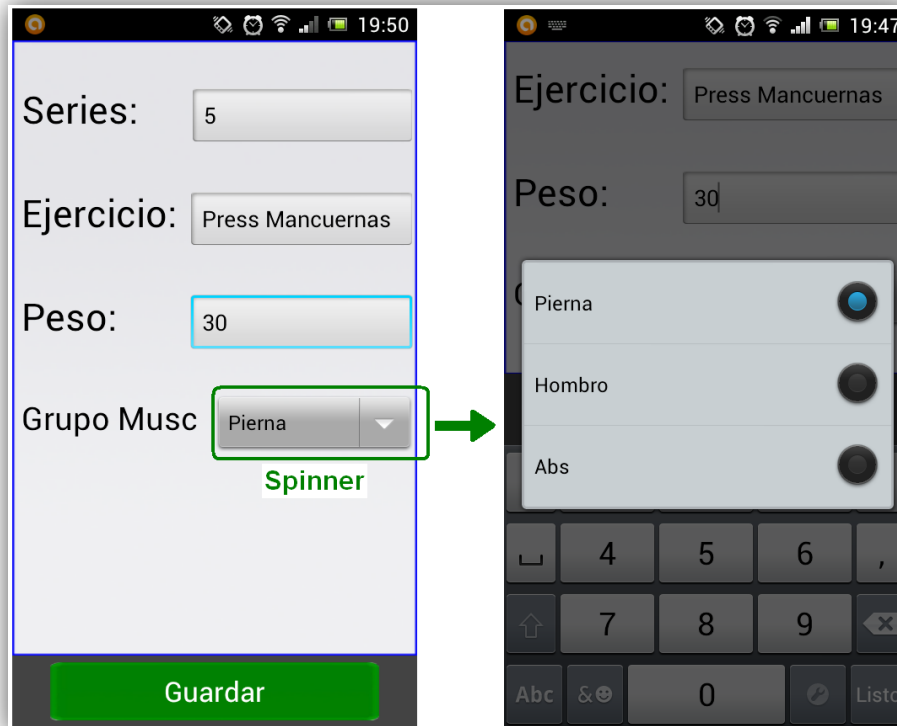 19:50
Series:
5
Ejercicio:
Press Mancuernas
Peso:
30
Grupo Musc
Pierna
Spinner
Guardar
19:47
Ejercicio:
Press Mancuernas
Peso:
30
Pierna
Hombro
Abs
4 5 6 ,
7 8 9
Abc & 0 Listo